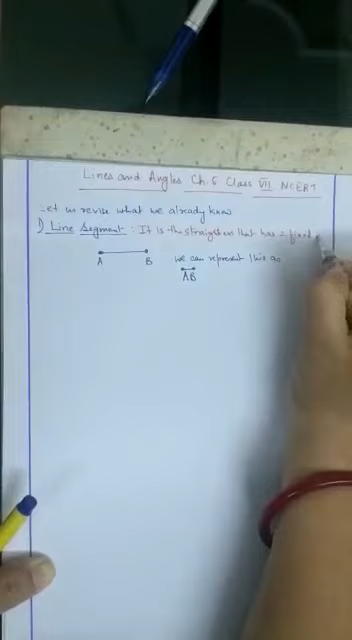 Lines and Angles Ch. 5 Class VII NCERT
Let us revise what we already know
1) Line Segment : It is the straight that has 2 fixed
A B we can represent this as
AB